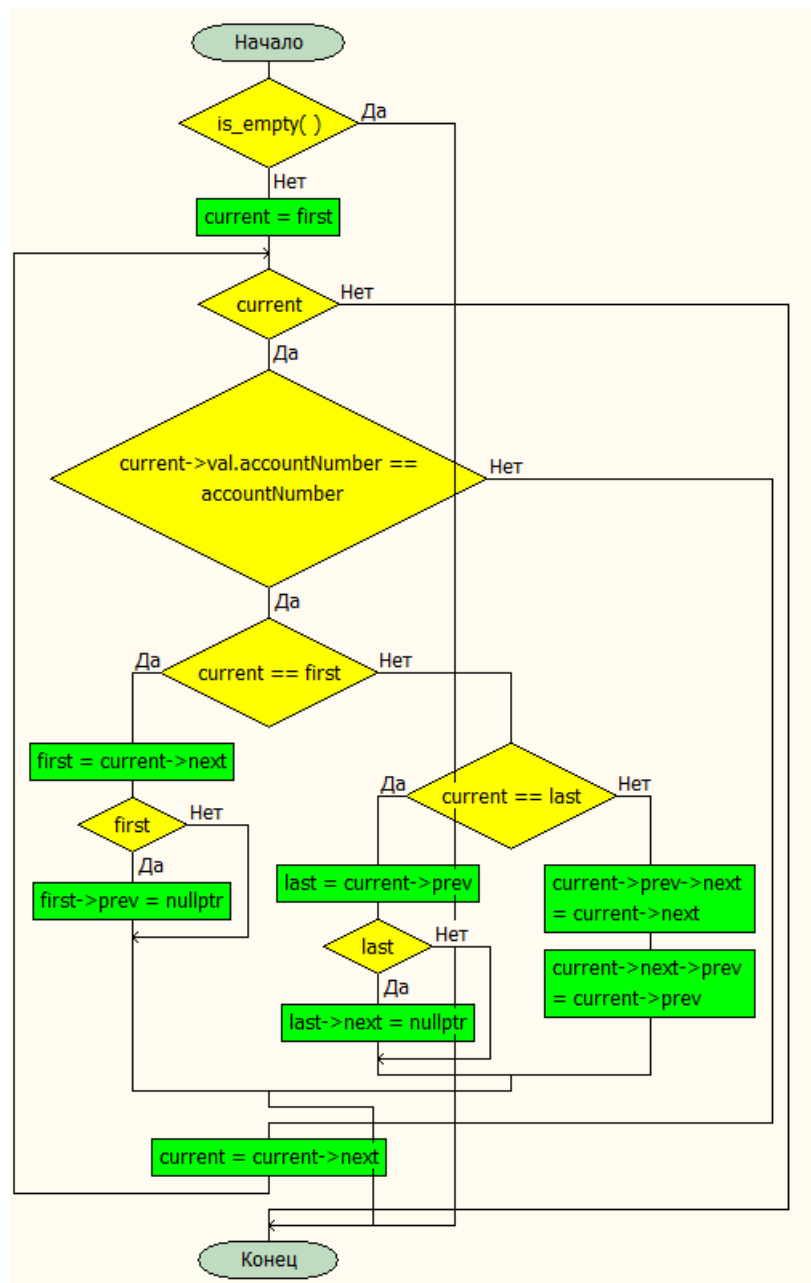 Начало
is_empty( )
Да
Нет
current = first
current
Нет
Да
current->val.accountNumber ==
accountNumber
Нет
Да
current == first
Да
Нет
first = current->next
first
Нет
Да
first->prev = nullptr
current == last
Да
Нет
last = current->prev
last
Нет
Да
last->next = nullptr
current->prev->next
= current->next
current->next->prev
= current->prev
current = current->next
Конец